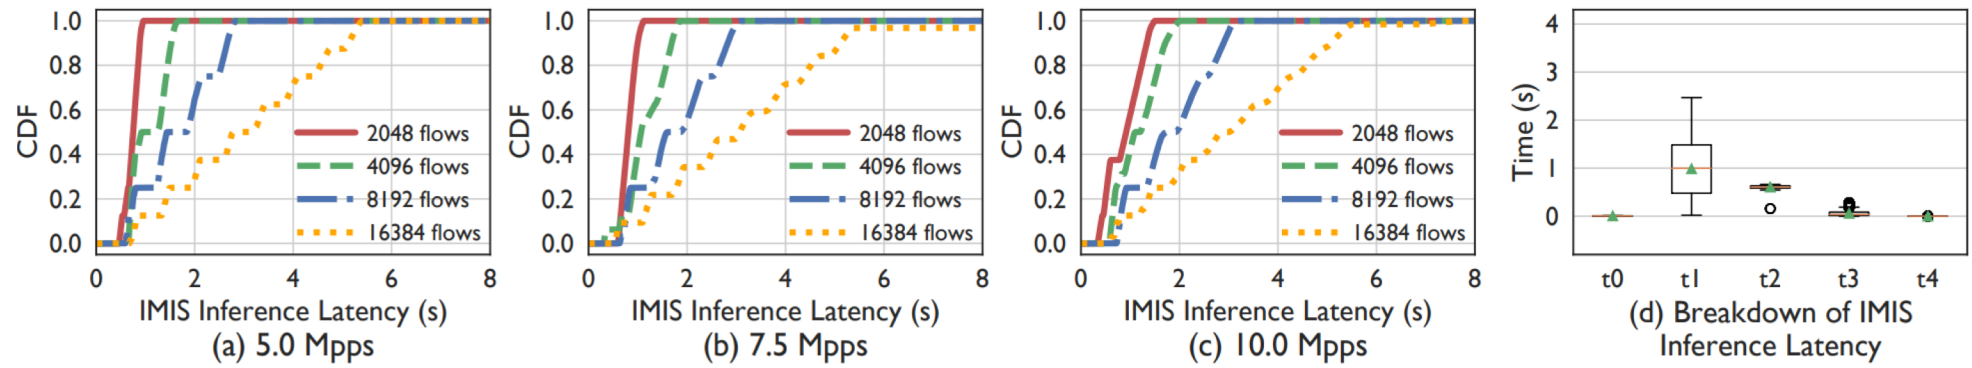 1.0
0.8
0.6
0.4
0.2
0.0
CDF
2048 flows
4096 flows
8192 flows
16384 flows
0 2 4 6 8
IMIS Inference Latency (s)
(a) 5.0 Mpps
1.0
0.8
0.6
0.4
0.2
0.0
CDF
2048 flows
4096 flows
8192 flows
16384 flows
0 2 4 6 8
IMIS Inference Latency (s)
(b) 7.5 Mpps
1.0
0.8
0.6
0.4
0.2
0.0
CDF
2048 flows
4096 flows
8192 flows
16384 flows
0 2 4 6 8
IMIS Inference Latency (s)
(c) 10.0 Mpps
4
3
2
1
0
Time (s)
t0 t1 t2 t3 t4
(d) Breakdown of IMIS
Inference Latency